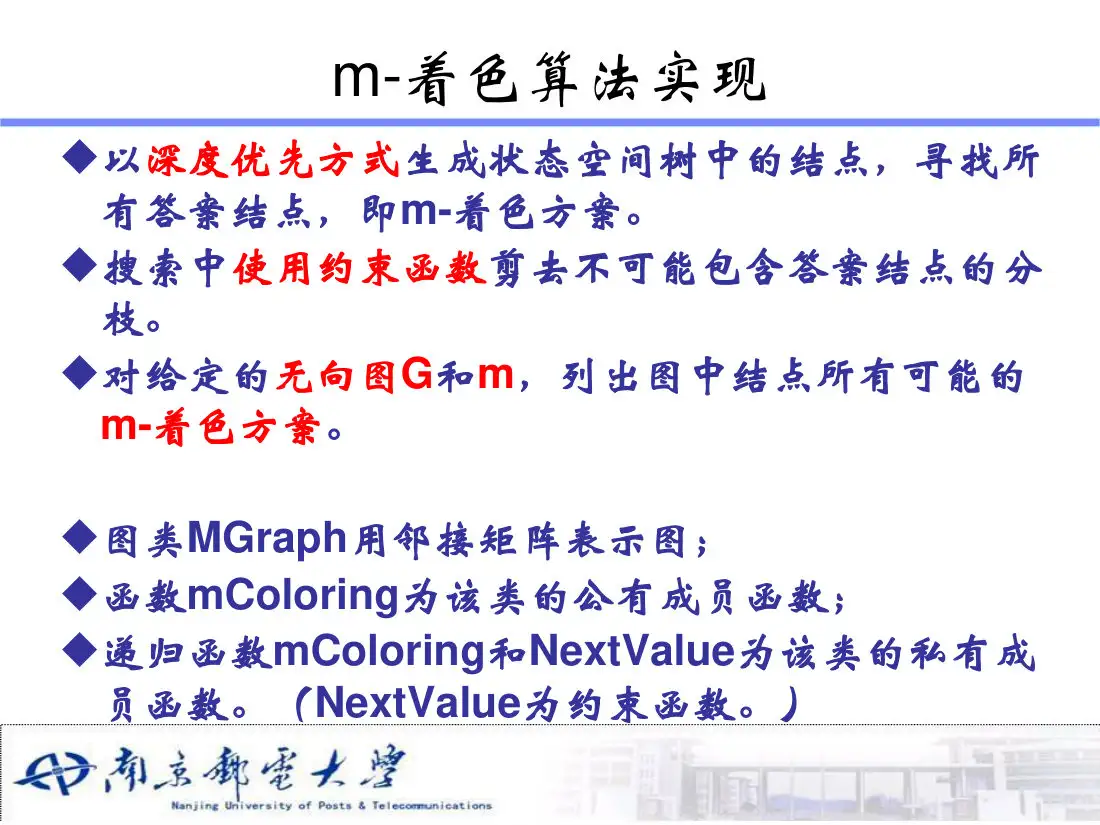 m-着色算法实现
◆以深度优先方式生成状态空间树中的结点，寻找所
有答案结点，即m-着色方案。
◆搜索中使用约束函数剪去不可能包含答案结点的分
枝。
◆对给定的无向图G和m，列出图中结点所有可能的
m-着色方案。
◆图类MGraph用邻接矩阵表示图；
◆函数mColoring为该类的公有成员函数；
◆递归函数mColoring和NextValue为该类的私有成
员函数。（NextValue为约束函数。）
南京郵電大學
Nanjing University of Posts & Telecommunications